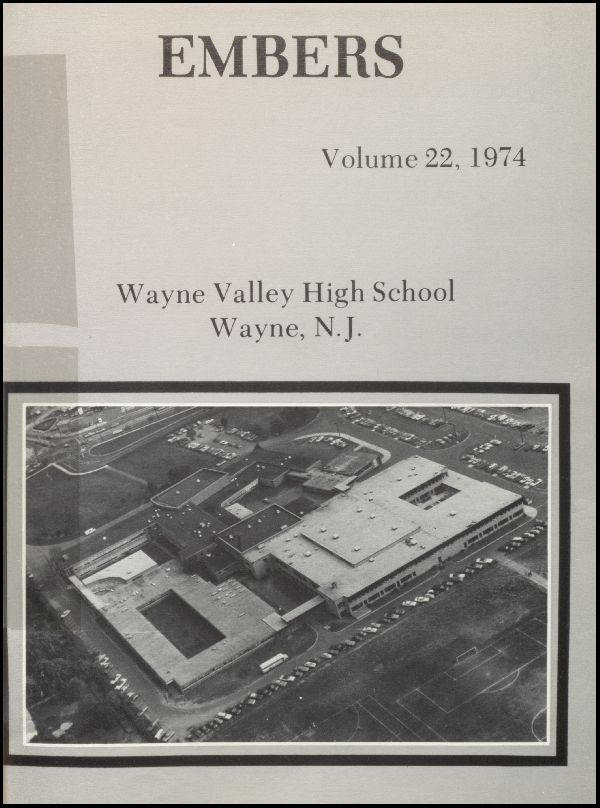 EMBERS
Volume 22, 1974
Wayne Valley High School
Wayne, N.J.